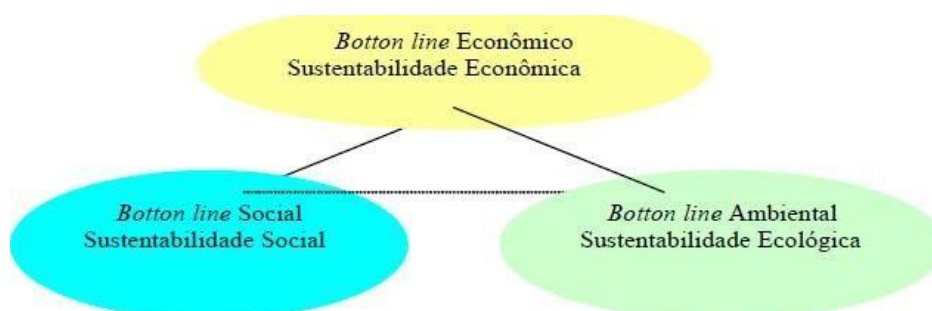 Botton line Econômico
Sustentabilidade Econômica
Botton line Social
Sustentabilidade Social
Botton line Ambiental
Sustentabilidade Ecológica